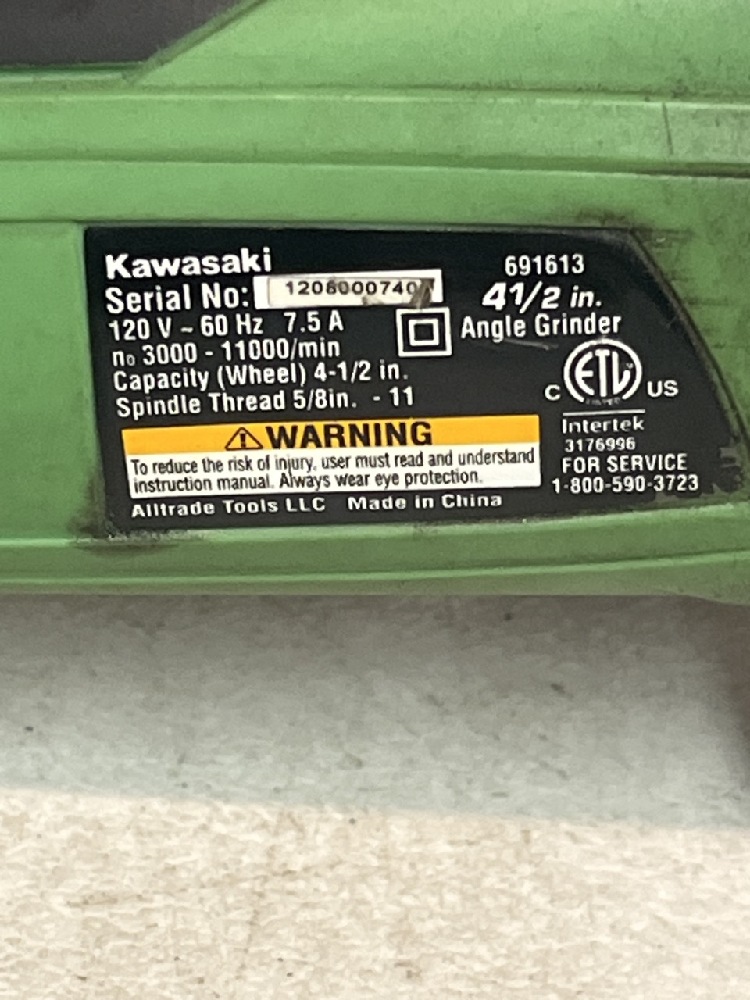 Kawasaki 691613
Serial No: 4 1/2 in.
120 V ~ 60 Hz 7.5 A Angle Grinder
n₀ 3000 - 11000/min
Capacity (Wheel) 4-1/2 in.
Spindle Thread 5/8in. - 11
C ETL US
Intertek
3176996
⚠WARNING
To reduce the risk of injury, user must read and understand
instruction manual. Always wear eye protection.
FOR SERVICE
1-800-590-3723
Alltrade Tools LLC Made in China